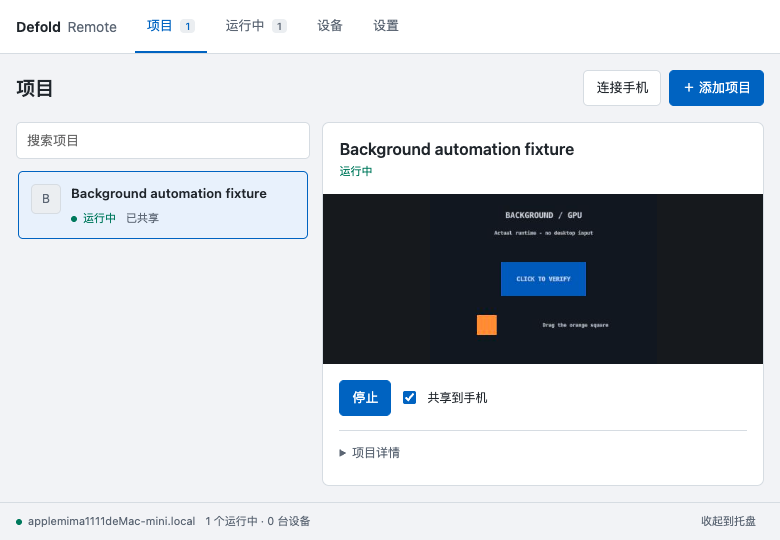 Defold Remote 项目 1 运行中 1 设备 设置
项目
连接手机
+ 添加项目
搜索项目
B
Background automation fixture
运行中 已共享
Background automation fixture
运行中
BACKGROUND / GPU
Actual runtime - no desktop input
CLICK TO VERIFY
Drag the orange square
停止
共享到手机
项目详情
applemima1111deMac-mini.local 1 个运行中 · 0 台设备
收起到托盘